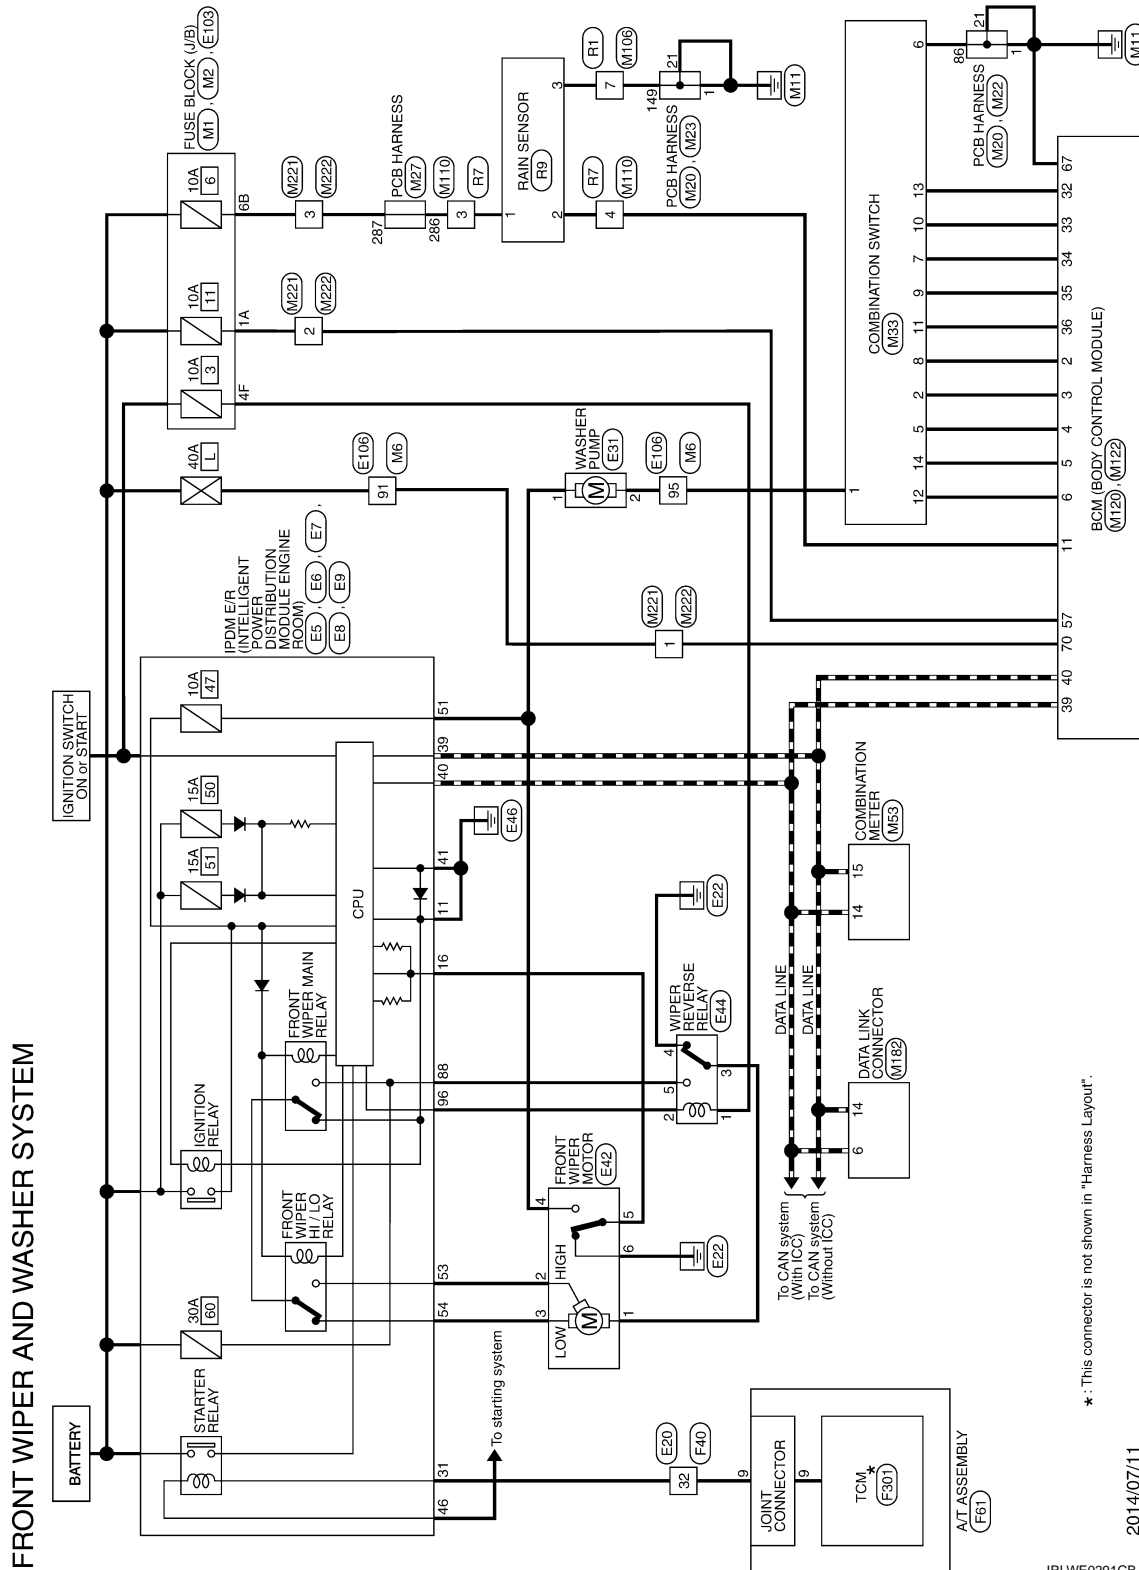 FRONT WIPER AND WASHER SYSTEM
BATTERY
IGNITION SWITCH
ON or START
FUSE BLOCK (J/B)
M1 , M2 , E103
40A
L
10A
3
10A
11
10A
6
4F
1A
6B
STARTER
RELAY
30A
60
IGNITION
RELAY
15A
51
15A
50
10A
47
IPDM E/R
(INTELLIGENT
POWER
DISTRIBUTION
MODULE ENGINE
ROOM)
E5 , E6 , E7 ,
E8 , E9
FRONT
WIPER
HI / LO
RELAY
FRONT
WIPER MAIN
RELAY
CPU
46
31
54
53
96
88
16
11
41
40
39
51
To starting system
E46
E106
M6
91
M221
M222
2
M221
M222
3
PCB HARNESS
M27
287
286
M110
R7
3
RAIN SENSOR
R9
1
2
3
R7
M110
4
R1
M106
7
149
21
1
PCB HARNESS
M20 , M23
M11
WASHER
PUMP
E31
1
M
2
E106
M6
95
M221
M222
1
FRONT
WIPER
MOTOR
E42
3
2
4
LOW
HIGH
M
1
6
5
E22
WIPER
REVERSE
RELAY
E44
2
5
4
1
3
E22
E20
F40
32
9
JOINT
CONNECTOR
9
TCM*
F301
A/T ASSEMBLY
F61
DATA LINE
DATA LINE
To CAN system
(With ICC)
To CAN system
(Without ICC)
DATA LINK
CONNECTOR
M182
6
14
COMBINATION
METER
M53
14
15
COMBINATION SWITCH
M33
1
6
12
14
5
2
8
11
9
7
10
13
86
21
1
PCB HARNESS
M20 , M22
M11
39
40
70
57
11
6
5
4
3
2
36
35
34
33
32
67
BCM (BODY CONTROL MODULE)
M120 , M122
* : This connector is not shown in "Harness Layout".
2014/07/11